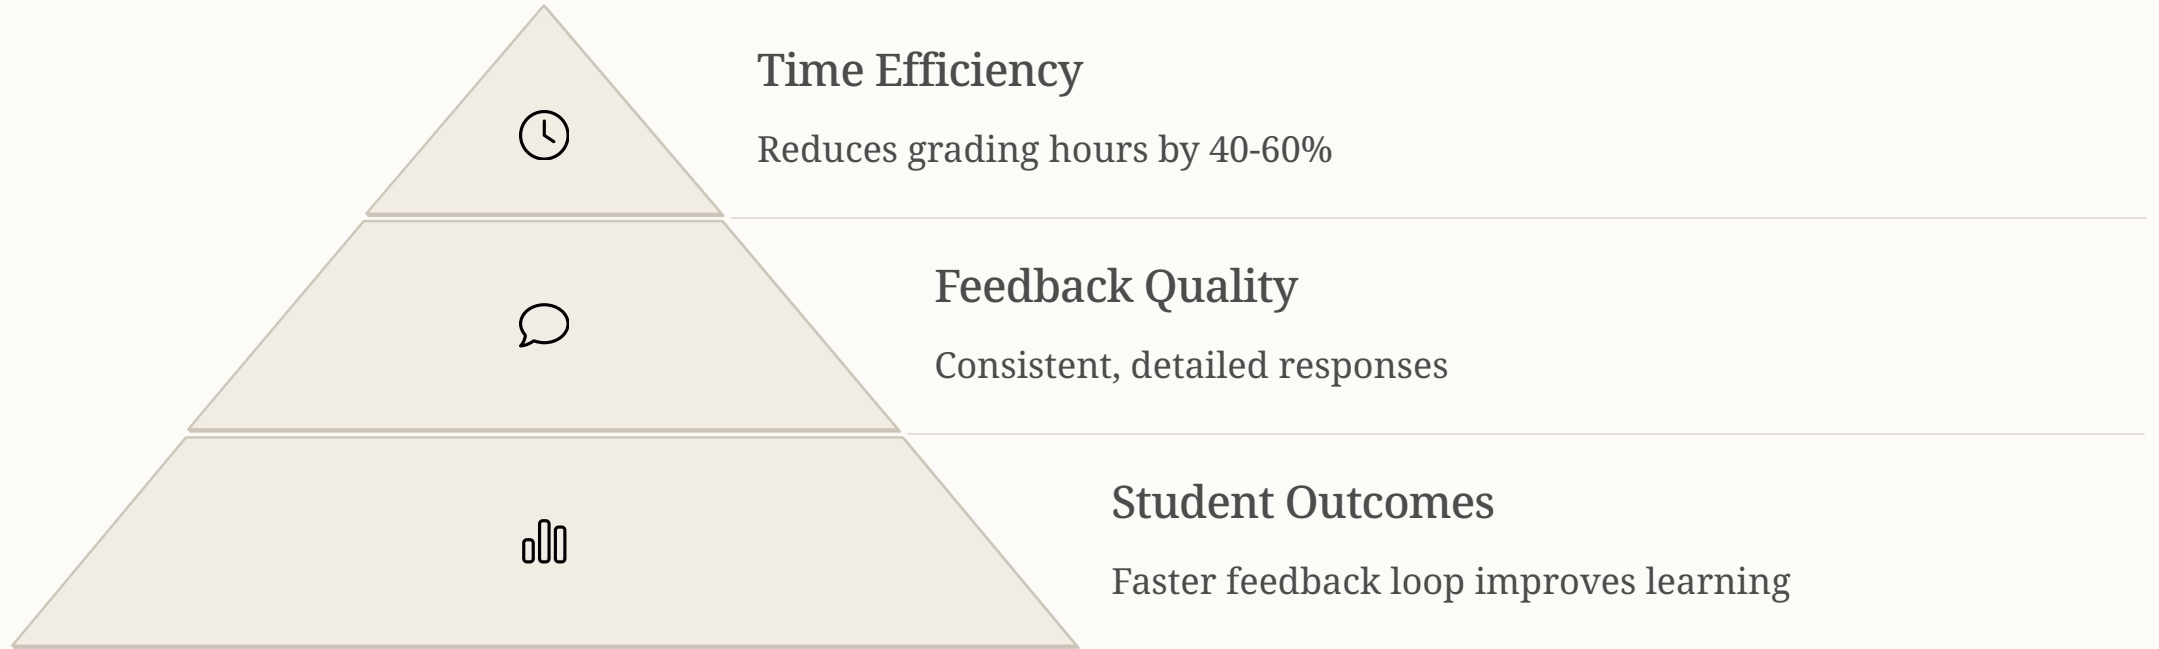 Time Efficiency
Reduces grading hours by 40-60%
Feedback Quality
Consistent, detailed responses
Student Outcomes
Faster feedback loop improves learning